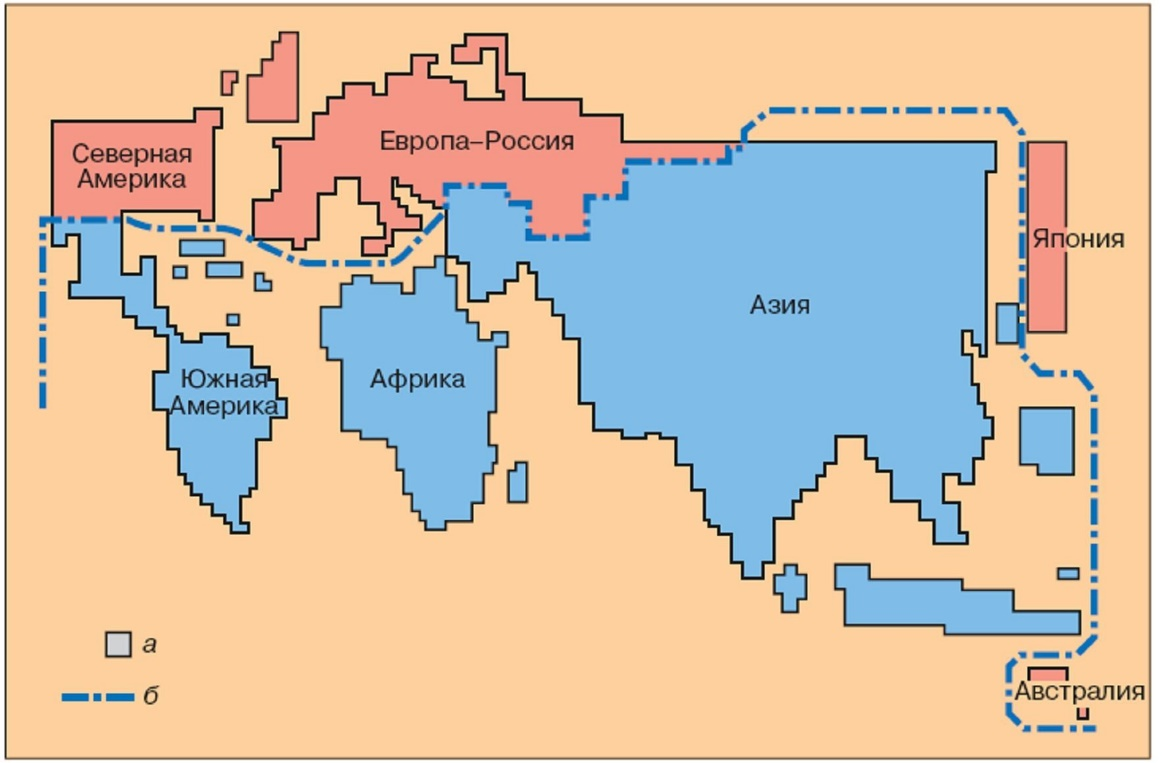 Северная
Америка
Европа–Россия
Япония
Азия
Южная
Америка
Африка
Австралия
а
б